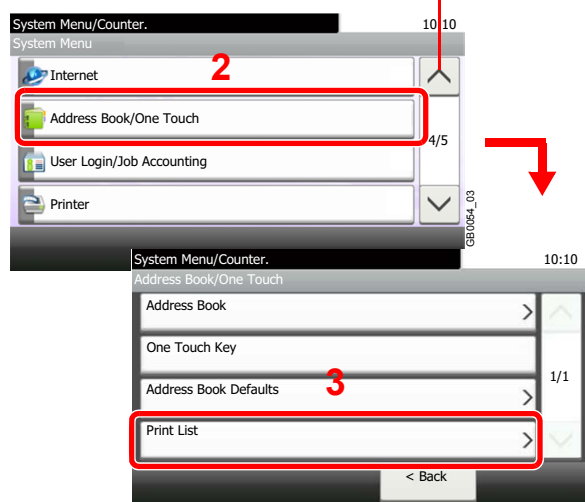 System Menu/Counter. 10:10
System Menu
2
Internet
Address Book/One Touch
4/5
User Login/Job Accounting
Printer
GB0054_03
System Menu/Counter. 10:10
Address Book/One Touch
Address Book
One Touch Key
1/1
Address Book Defaults
3
Print List
< Back